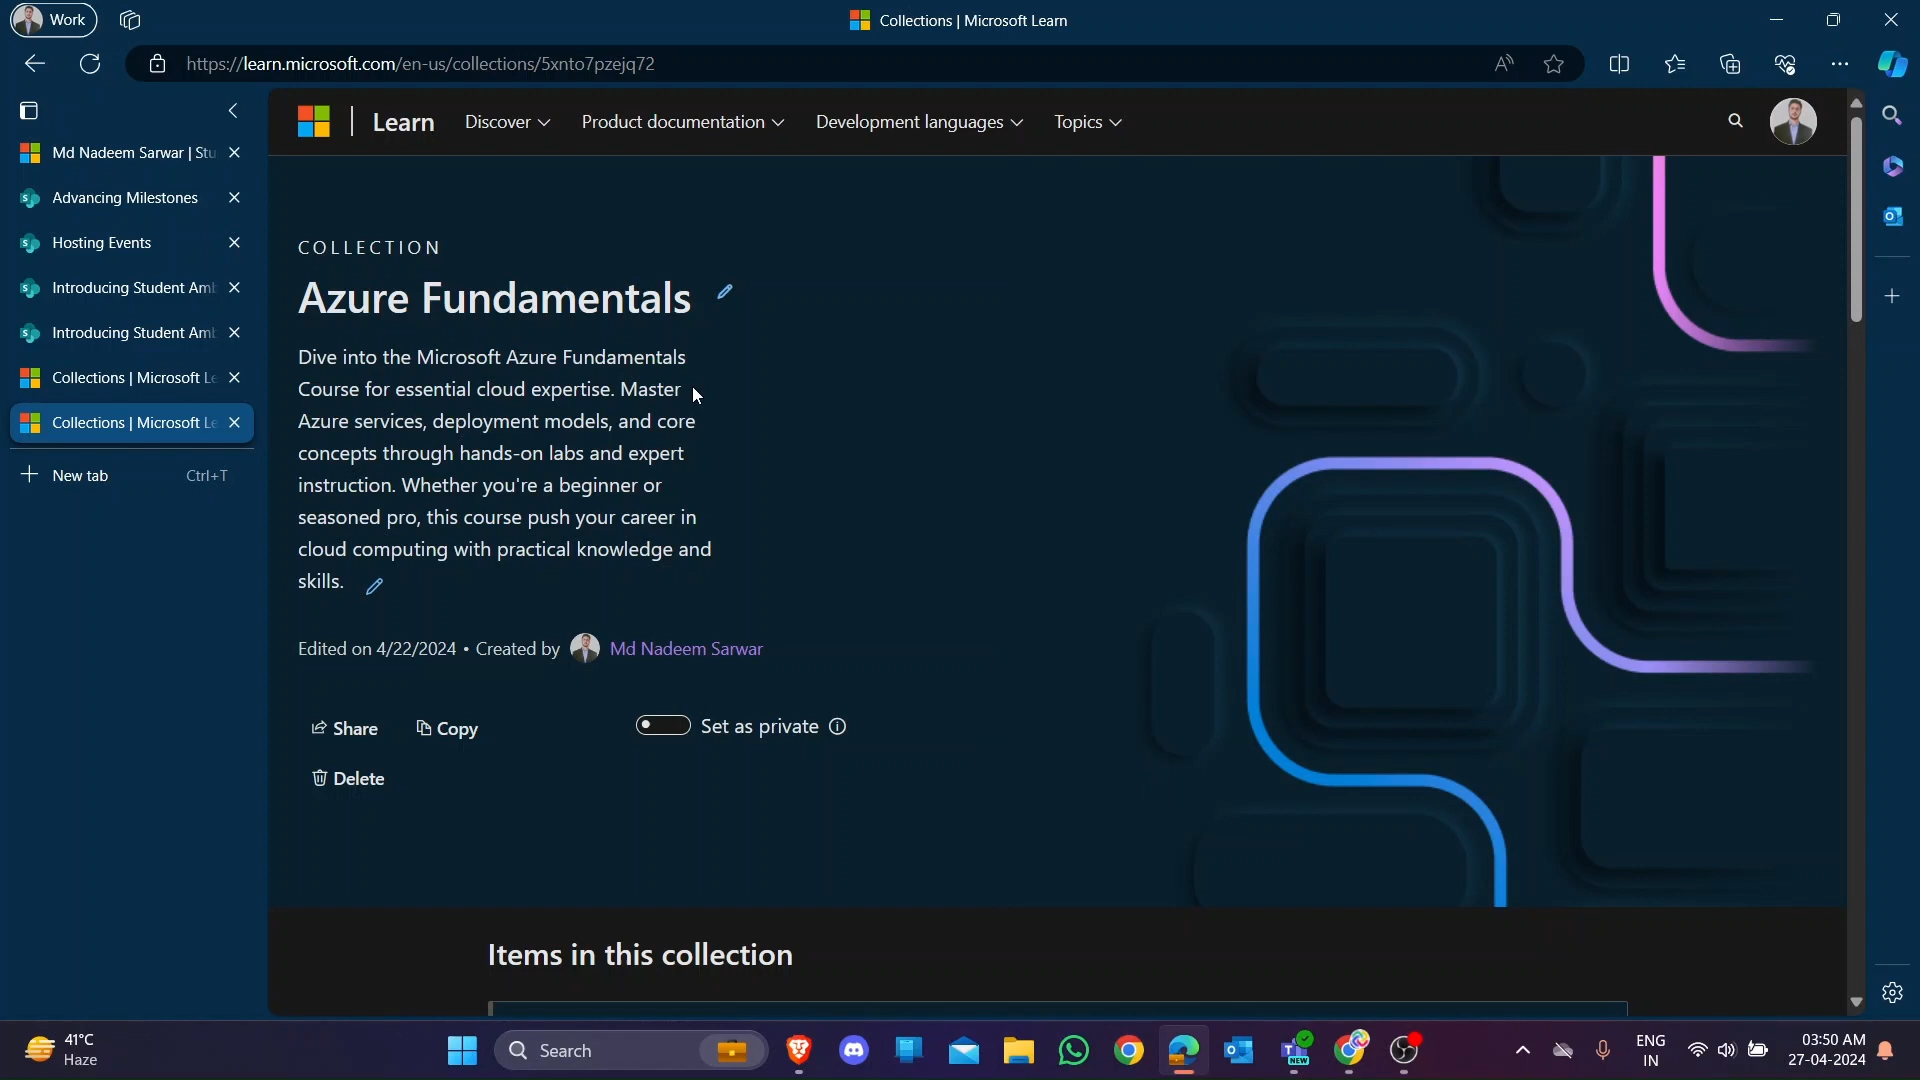 Work
Collections | Microsoft Learn
https://learn.microsoft.com/en-us/collections/5xnto7pzejq72
Md Nadeem Sarwar | Stu
Advancing Milestones
Hosting Events
Introducing Student Amb
Introducing Student Amb
Collections | Microsoft Le
Collections | Microsoft Le
New tab Ctrl+T
Learn Discover Product documentation Development languages Topics
COLLECTION
Azure Fundamentals
Dive into the Microsoft Azure Fundamentals
Course for essential cloud expertise. Master
Azure services, deployment models, and core
concepts through hands-on labs and expert
instruction. Whether you're a beginner or
seasoned pro, this course push your career in
cloud computing with practical knowledge and
skills.
Edited on 4/22/2024 • Created by Md Nadeem Sarwar
Share Copy Set as private
Delete
Items in this collection
41°C
Haze
Search
NEW
ENG
IN
03:50 AM
27-04-2024